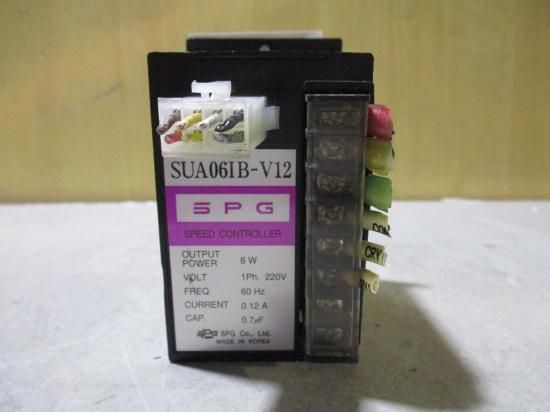 SUA06IB-V12
SPG
SPEED CONTROLLER
OUTPUT POWER 6 W
VOLT. 1Ph. 220V
FREQ. 60 Hz
CURRENT 0.12 A
CAP. 0.7μF
SPG SPG Co., Ltd.
MADE IN KOREA